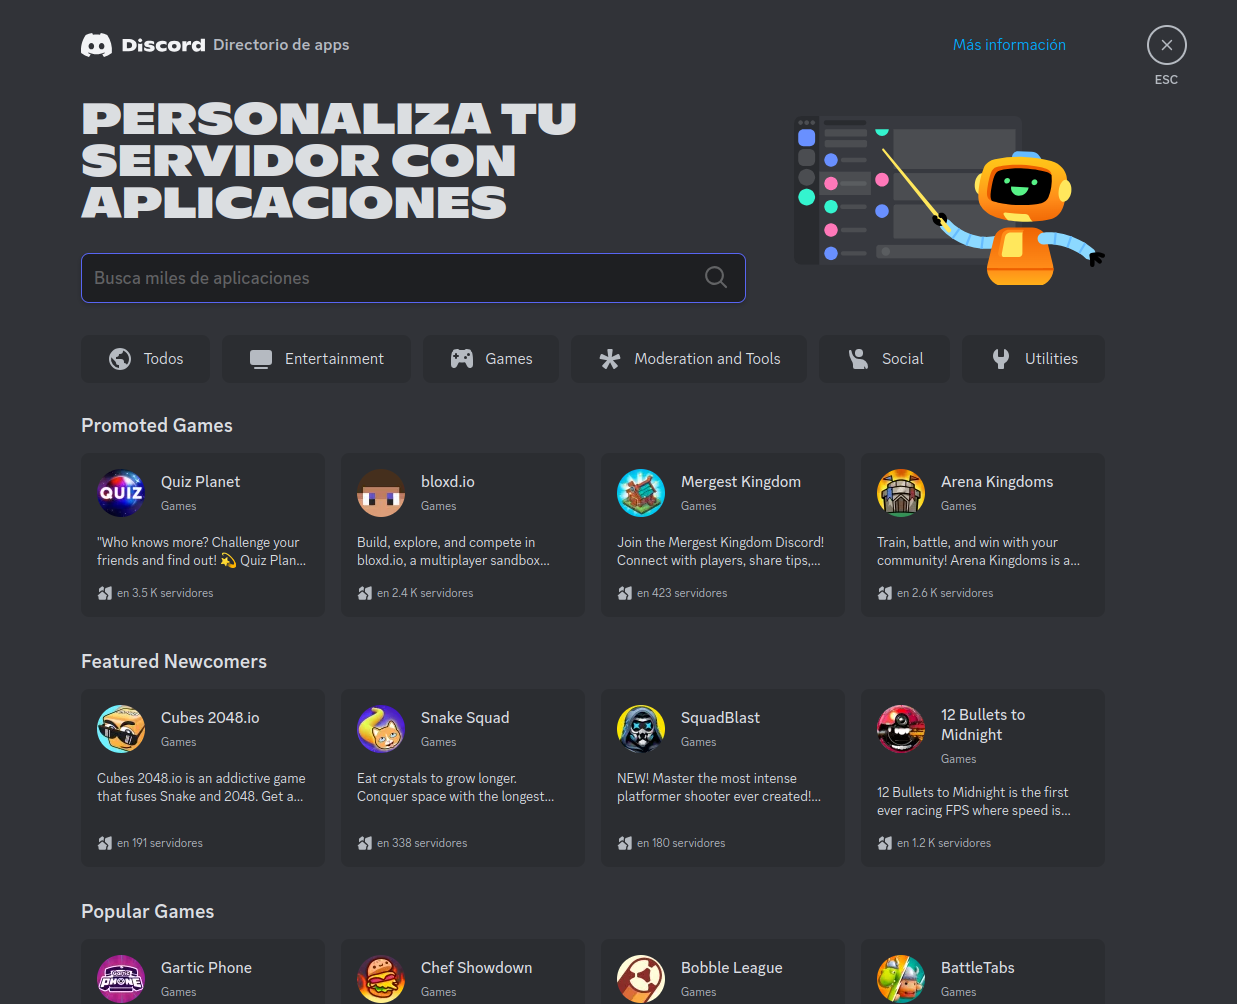 Discord Directorio de apps
Más información
ESC
PERSONALIZA TU
SERVIDOR CON
APLICACIONES
Busca miles de aplicaciones
Todos
Entertainment
Games
Moderation and Tools
Social
Utilities
Promoted Games
QUIZ
Quiz Planet
Games
"Who knows more? Challenge your
friends and find out! 💫 Quiz Plan...
en 3.5 K servidores
bloxd.io
Games
Build, explore, and compete in
bloxd.io, a multiplayer sandbox...
en 2.4 K servidores
Mergest Kingdom
Games
Join the Mergest Kingdom Discord!
Connect with players, share tips,...
en 423 servidores
Arena Kingdoms
Games
Train, battle, and win with your
community! Arena Kingdoms is a...
en 2.6 K servidores
Featured Newcomers
Cubes 2048.io
Games
Cubes 2048.io is an addictive game
that fuses Snake and 2048. Get a...
en 191 servidores
Snake Squad
Games
Eat crystals to grow longer.
Conquer space with the longest...
en 338 servidores
SquadBlast
Games
NEW! Master the most intense
platformer shooter ever created!...
en 180 servidores
12 Bullets to
Midnight
Games
12 Bullets to Midnight is the first
ever racing FPS where speed is...
en 1.2 K servidores
Popular Games
PHONE
Gartic Phone
Games
Chef Showdown
Games
Bobble League
Games
BattleTabs
Games